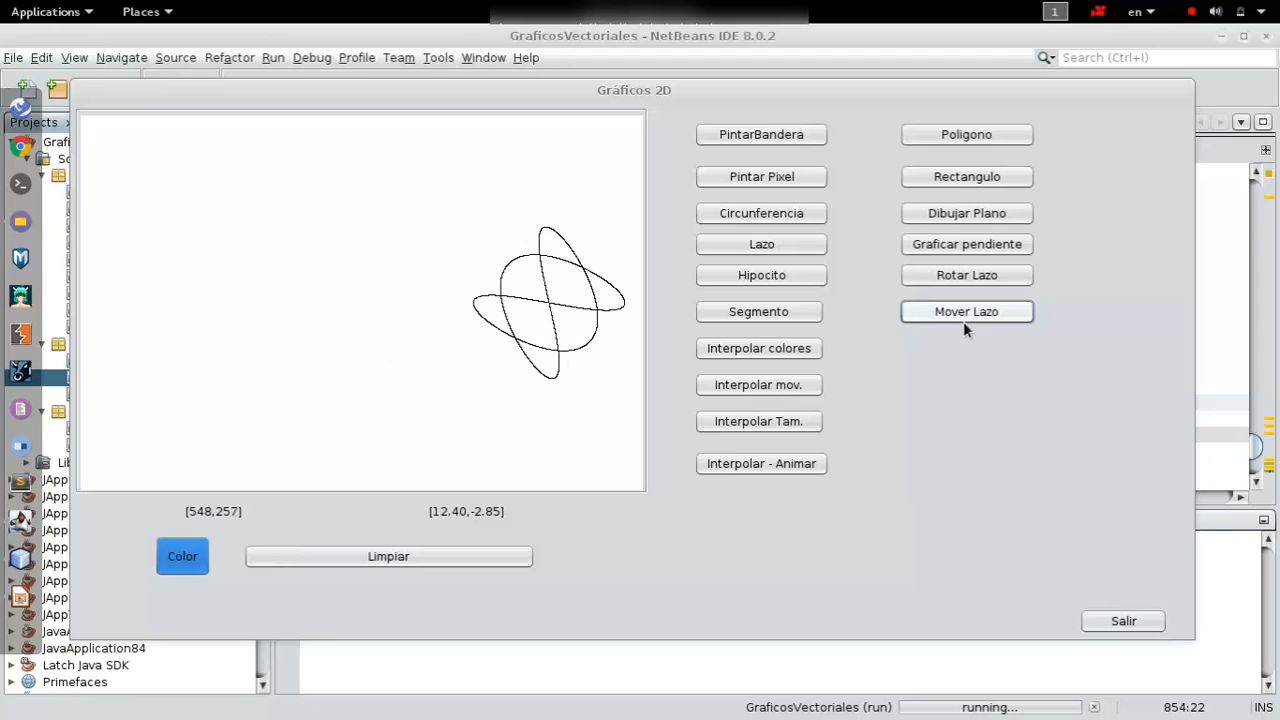 Applications Places 1 en
GraficosVectoriales - NetBeans IDE 8.0.2
File Edit View Navigate Source Refactor Run Debug Profile Team Tools Window Help Search (Ctrl+I)
Gráficos 2D
Projects
PintarBandera Poligono
Pintar Pixel Rectangulo
Circunferencia Dibujar Plano
Lazo Graficar pendiente
Hipocito Rotar Lazo
Segmento Mover Lazo
Interpolar colores
Interpolar mov.
Interpolar Tam.
Interpolar - Animar
[548,257] [12.40,-2.85]
Color Limpiar
Salir
JavaApplication84
Latch Java SDK
Primefaces
GraficosVectoriales (run) running... 854:22 INS